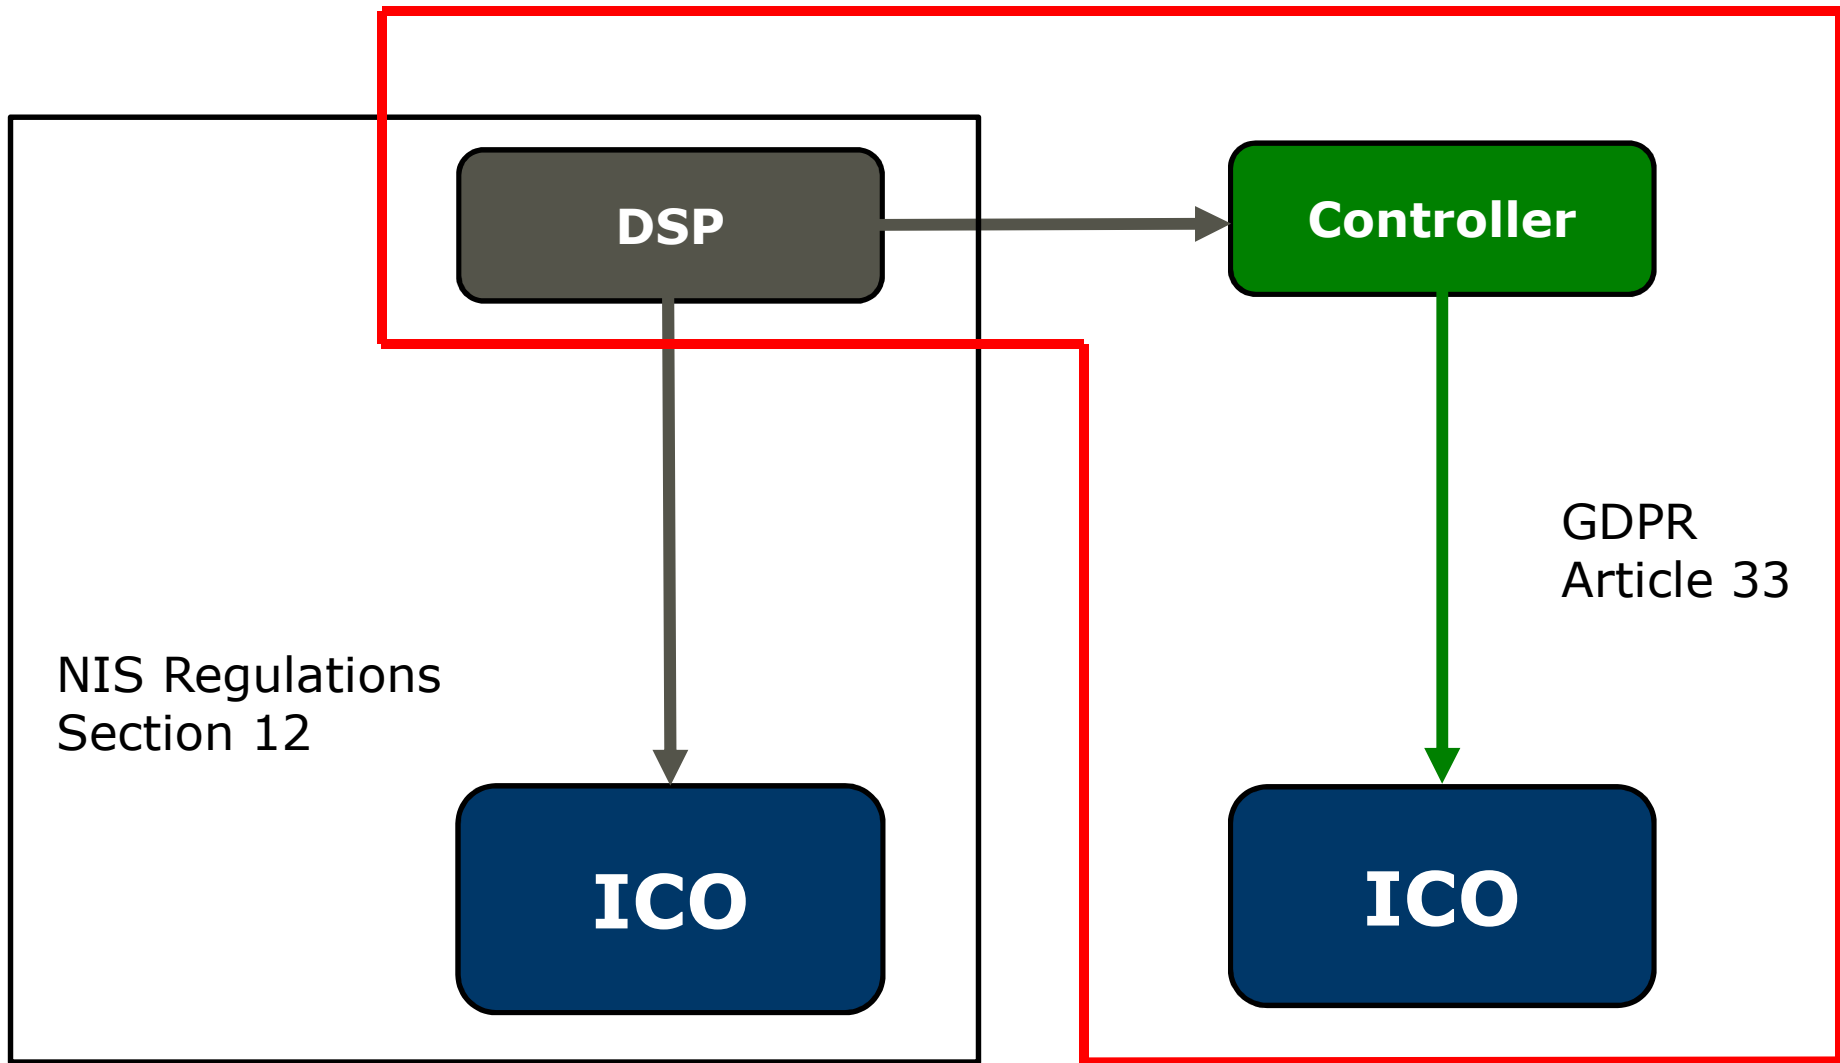 DSP
Controller
GDPR
Article 33
NIS Regulations
Section 12
ICO
ICO